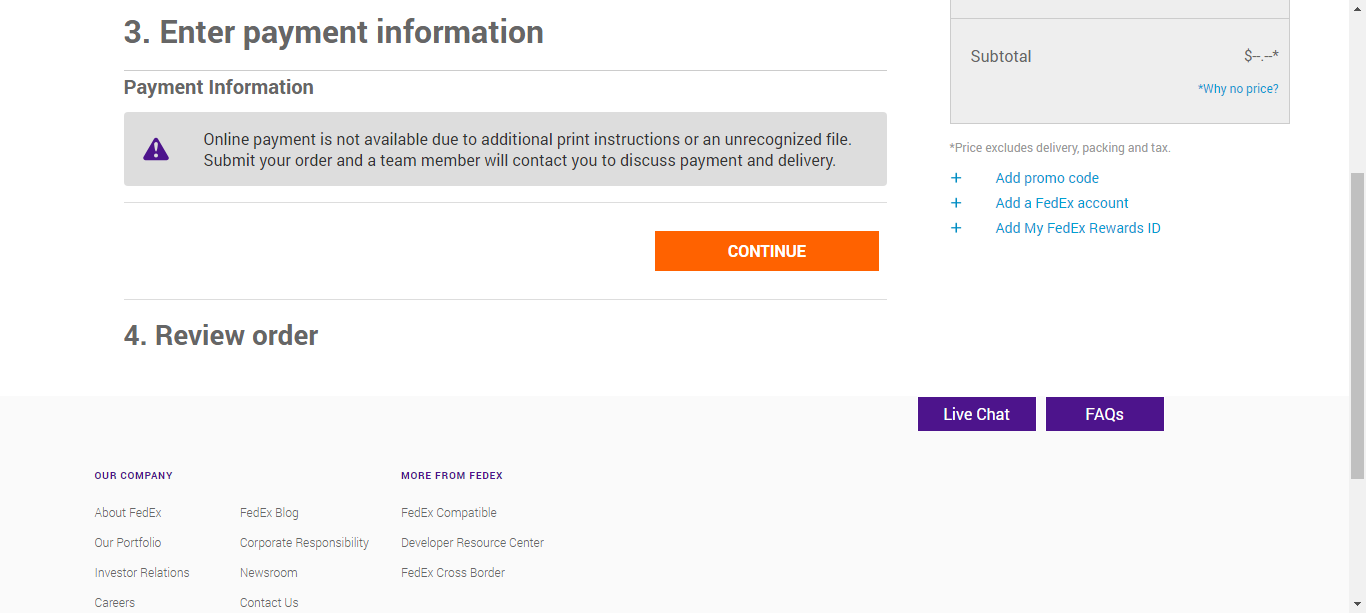 3. Enter payment information
Payment Information
Online payment is not available due to additional print instructions or an unrecognized file.
Submit your order and a team member will contact you to discuss payment and delivery.
CONTINUE
4. Review order
Subtotal $--.--*
*Why no price?
*Price excludes delivery, packing and tax.
+ Add promo code
+ Add a FedEx account
+ Add My FedEx Rewards ID
Live Chat FAQs
OUR COMPANY MORE FROM FEDEX
About FedEx FedEx Blog FedEx Compatible
Our Portfolio Corporate Responsibility Developer Resource Center
Investor Relations Newsroom FedEx Cross Border
Careers Contact Us